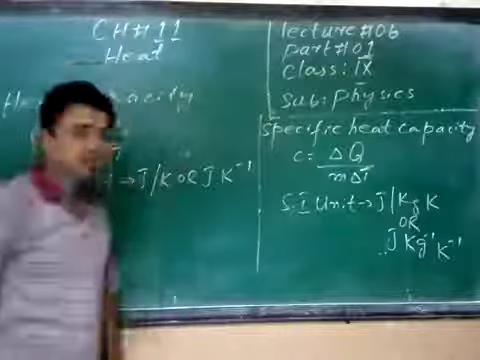 CH # 11
Heat
lecture # 06
part # 01
Class: IX
Sub: Physics
→ J/K OR J K⁻¹
Specific heat capacity
c = ΔQ
mΔT
S.I Unit → J/Kg K
OR
J Kg⁻¹ K⁻¹